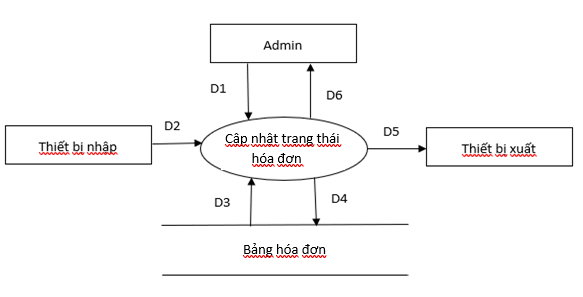 Admin
D1
D6
D2
Thiết bị nhập
Cập nhật trạng thái
hóa đơn
D5
Thiết bị xuất
D3
D4
Bảng hóa đơn